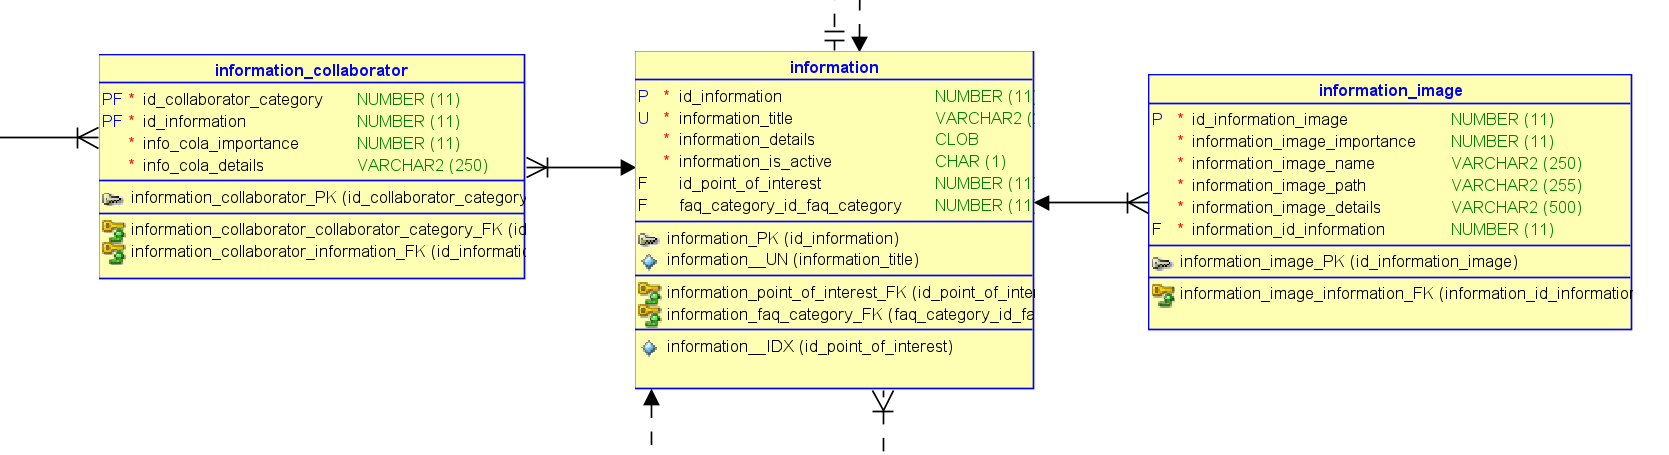 information_collaborator
PF * id_collaborator_category NUMBER (11)
PF * id_information NUMBER (11)
* info_cola_importance NUMBER (11)
* info_cola_details VARCHAR2 (250)
information_collaborator_PK (id_collaborator_category
information_collaborator_collaborator_category_FK (id
information_collaborator_information_FK (id_informati
information
P * id_information NUMBER (11
U * information_title VARCHAR2 (
* information_details CLOB
* information_is_active CHAR (1)
F id_point_of_interest NUMBER (11
F faq_category_id_faq_category NUMBER (11
information_PK (id_information)
information__UN (information_title)
information_point_of_interest_FK (id_point_of_inte
information_faq_category_FK (faq_category_id_fa
information__IDX (id_point_of_interest)
information_image
P * id_information_image NUMBER (11)
* information_image_importance NUMBER (11)
* information_image_name VARCHAR2 (250)
* information_image_path VARCHAR2 (255)
* information_image_details VARCHAR2 (500)
F * information_id_information NUMBER (11)
information_image_PK (id_information_image)
information_image_information_FK (information_id_information